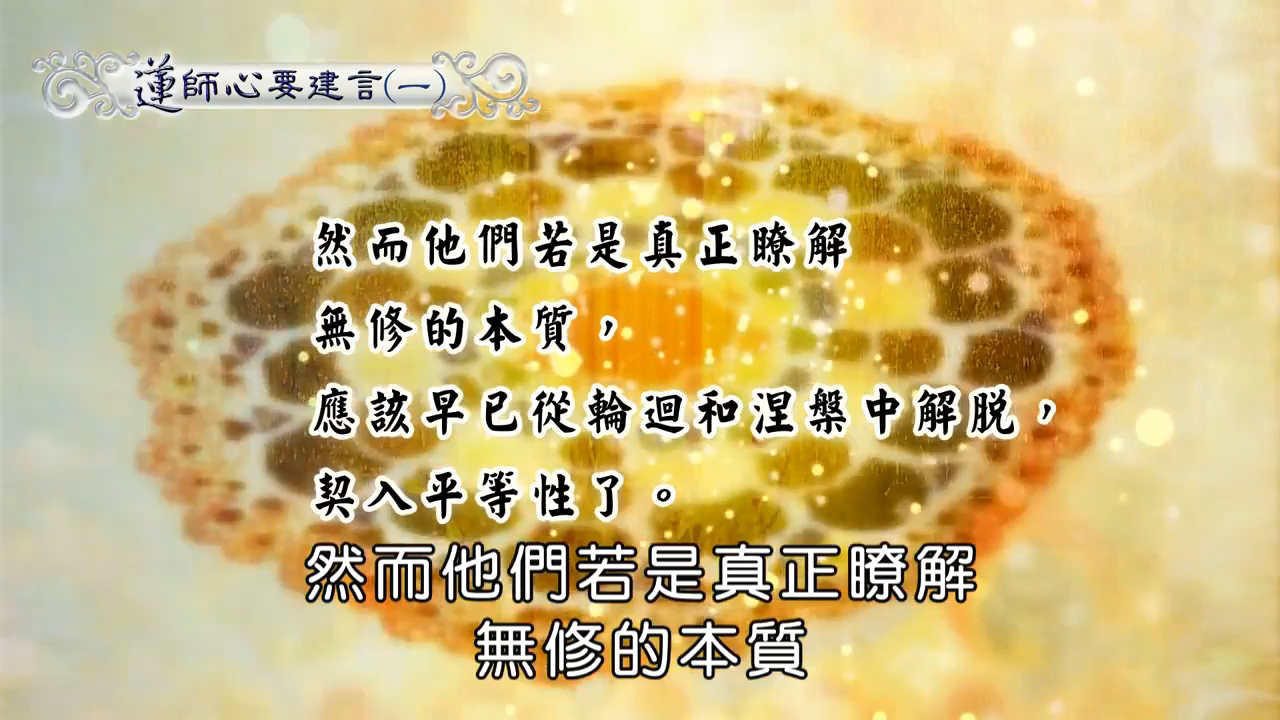 蓮師心要建言(一)
然而他們若是真正瞭解
無修的本質，
應該早已從輪迴和涅槃中解脫，
契入平等性了。
然而他們若是真正瞭解
無修的本質